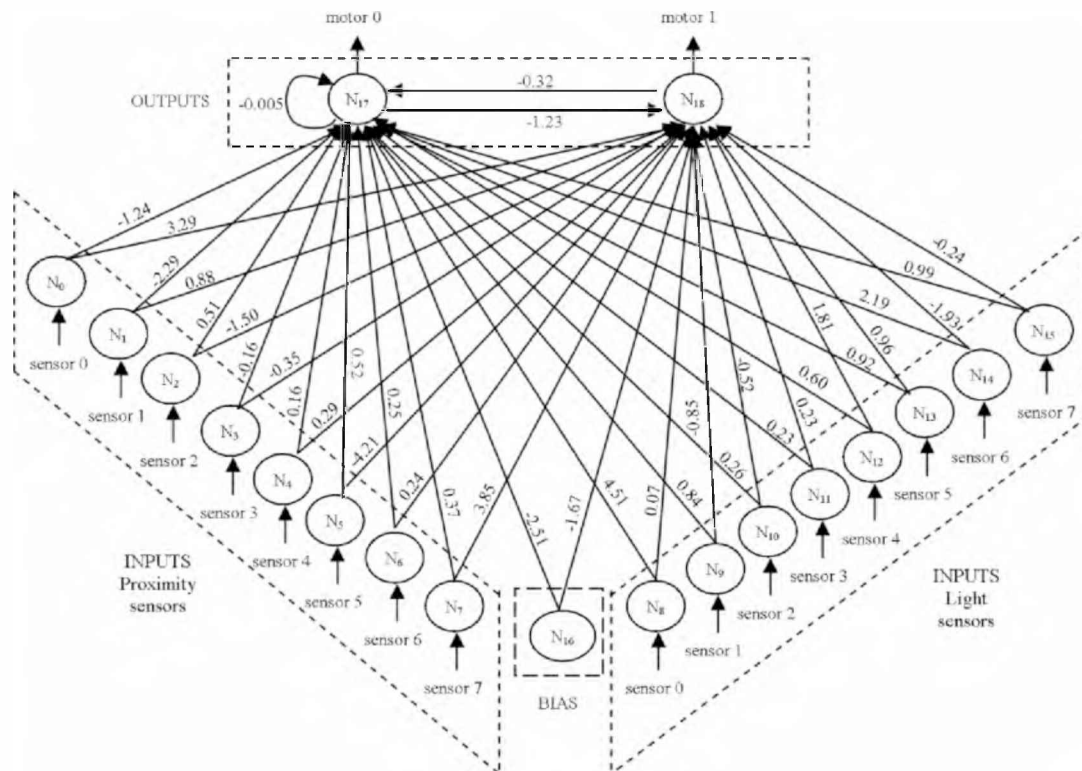 motor 0
motor 1
OUTPUTS
-0.005
N17
-0.32
-1.23
N18
-1.24
3.29
-2.29
0.88
0.51
-1.50
-0.16
-0.35
0.16
0.29
0.52
-4.21
0.25
0.24
0.37
3.85
-2.51
-1.67
4.51
0.07
0.84
-0.85
0.26
-0.52
0.23
0.23
0.60
1.81
0.92
0.96
2.19
-1.93
0.99
-0.24
N0
sensor 0
N1
sensor 1
N2
sensor 2
N3
sensor 3
N4
sensor 4
N5
sensor 5
N6
sensor 6
N7
sensor 7
INPUTS
Proximity
sensors
N16
BIAS
N8
sensor 0
N9
sensor 1
N10
sensor 2
N11
sensor 3
N12
sensor 4
N13
sensor 5
N14
sensor 6
N15
sensor 7
INPUTS
Light
sensors